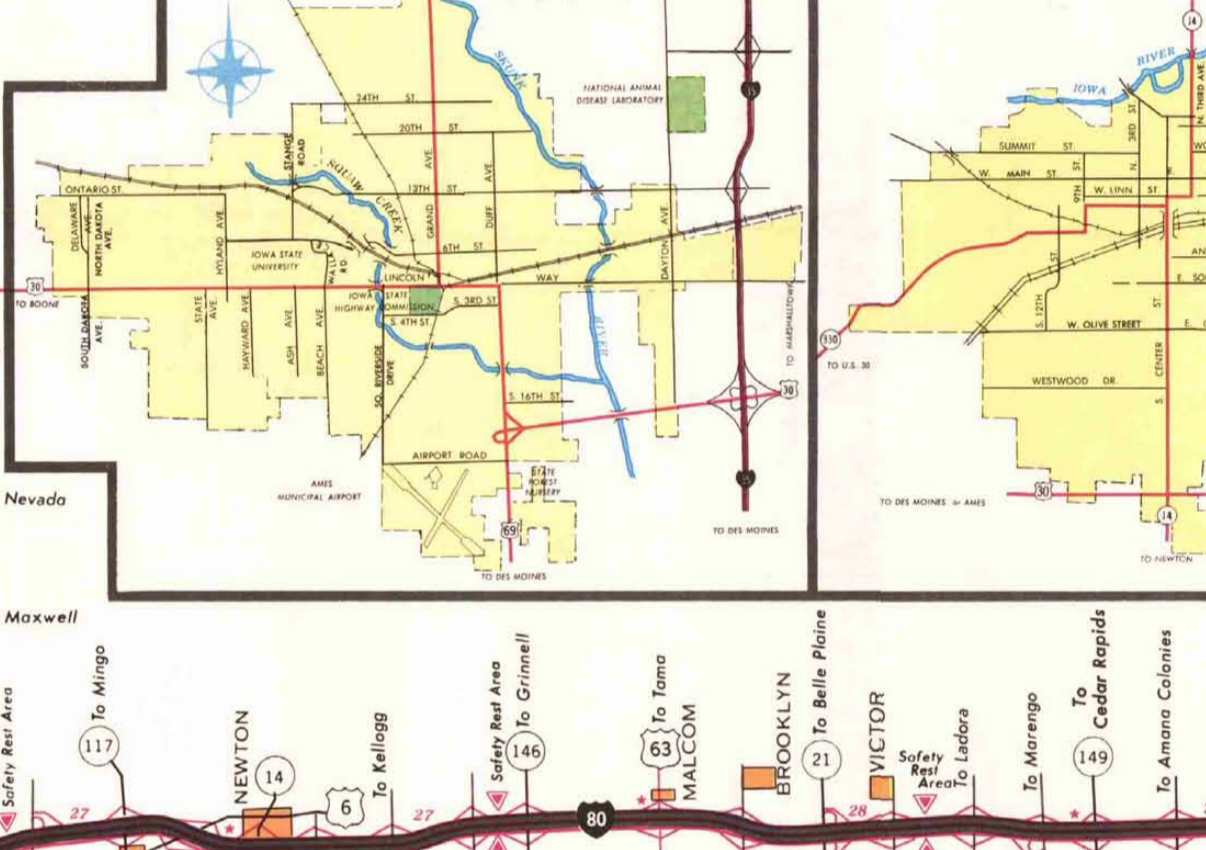 SKUNK
NATIONAL ANIMAL
DISEASE LABORATORY
35
24TH ST.
20TH ST.
STANGE
ROAD
SQUAW
CREEK
13TH ST.
GRAND
AVE.
DUFF
AVE.
ONTARIO ST.
DELAWARE
AVE.
NORTH DAKOTA
AVE.
HYLAND AVE.
IOWA STATE
UNIVERSITY
6TH ST
DAYTON AVE.
LINCOLN WAY
30
TO BOONE
IOWA STATE
HIGHWAY COMMISSION
S. 3RD ST.
S. 4TH ST.
SOUTH DAKOTA
AVE.
STATE
AVE.
HAYWARD AVE.
ASH AVE.
BEACH AVE.
SO. RIVERSIDE
DRIVE
RIVER
TO MARSHALLTOWN
30
S. 16TH ST.
AIRPORT ROAD
AMES
MUNICIPAL AIRPORT
STATE
FOREST
NURSERY
35
69
TO DES MOINES
TO DES MOINES
14
IOWA RIVER
N. THIRD AVE.
N. 3RD ST.
SUMMIT ST.
W. MAIN ST.
9TH ST.
W. LINN ST.
S. 12TH ST.
W. OLIVE STREET
S. CENTER ST.
WESTWOOD DR.
330
TO U.S. 30
TO DES MOINES or AMES
30
14
TO NEWTON
Nevada
Maxwell
Safety Rest Area
117
To Mingo
NEWTON
14
6
To Kellogg
Safety Rest Area
146
To Grinnell
63
To Tama
MALCOM
BROOKLYN
21
To Belle Plaine
VICTOR
Safety
Rest
Area
To Ladora
To Marengo
149
To
Cedar Rapids
To Amana Colonies
27
27
80
28